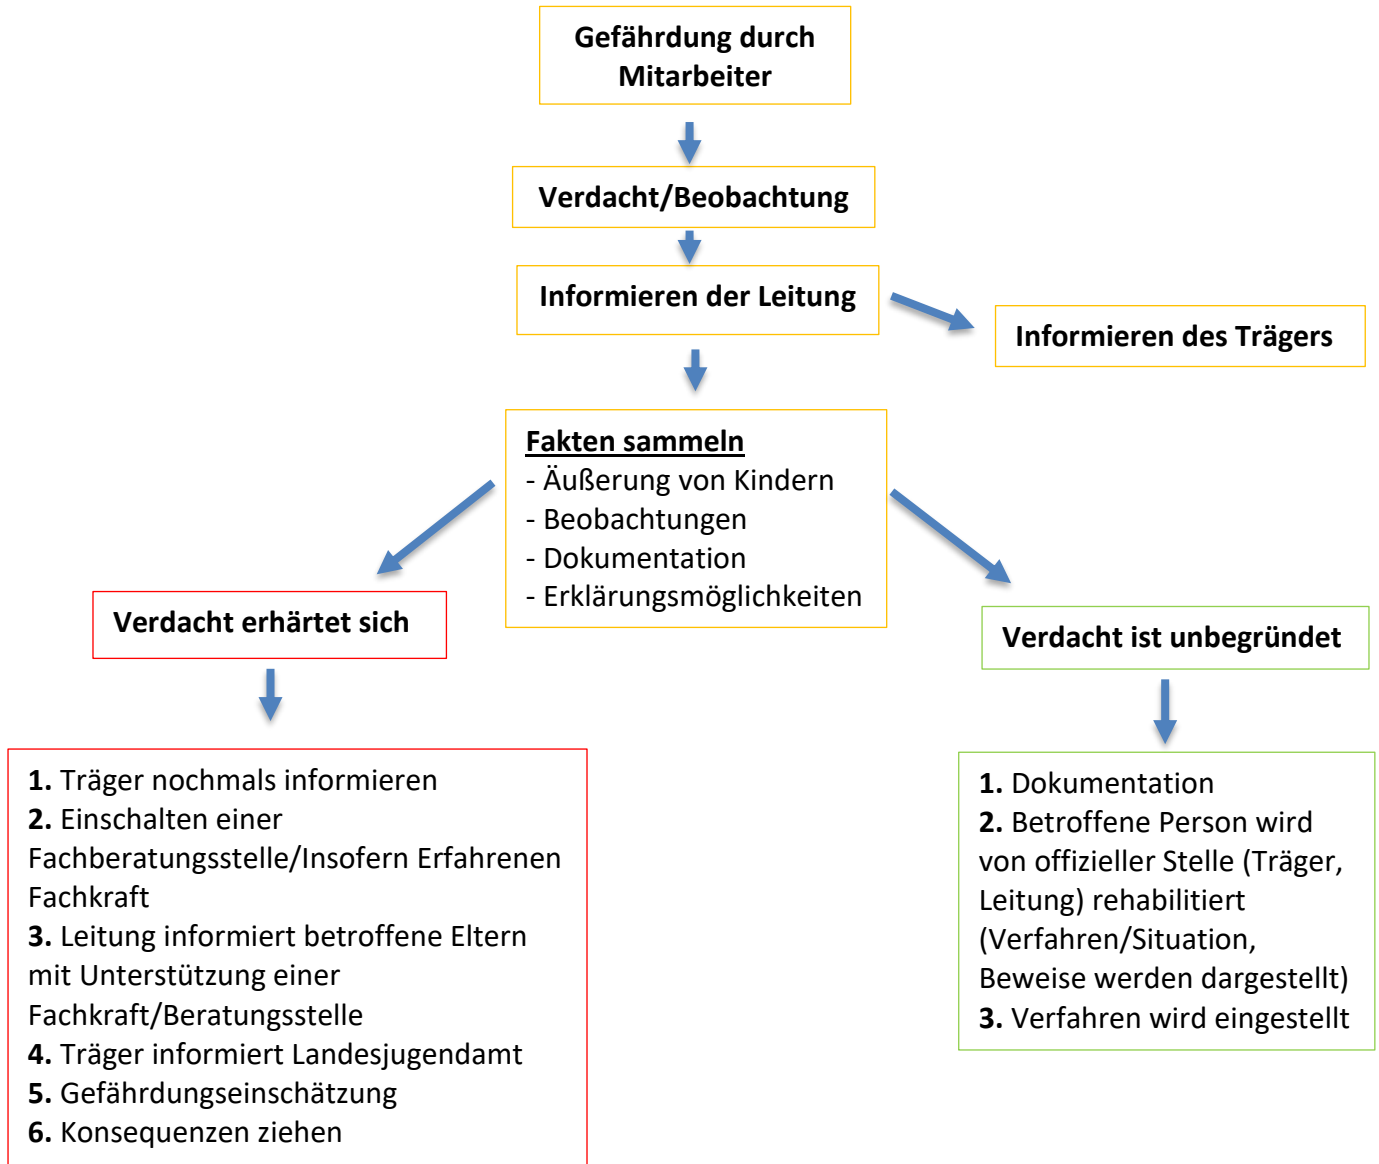 Gefährdung durch
Mitarbeiter
Verdacht/Beobachtung
Informieren der Leitung
Informieren des Trägers
Fakten sammeln
- Äußerung von Kindern
- Beobachtungen
- Dokumentation
- Erklärungsmöglichkeiten
Verdacht erhärtet sich
Verdacht ist unbegründet
1. Träger nochmals informieren
2. Einschalten einer
Fachberatungsstelle/Insofern Erfahrenen
Fachkraft
3. Leitung informiert betroffene Eltern
mit Unterstützung einer
Fachkraft/Beratungsstelle
4. Träger informiert Landesjugendamt
5. Gefährdungseinschätzung
6. Konsequenzen ziehen
1. Dokumentation
2. Betroffene Person wird
von offizieller Stelle (Träger,
Leitung) rehabilitiert
(Verfahren/Situation,
Beweise werden dargestellt)
3. Verfahren wird eingestellt